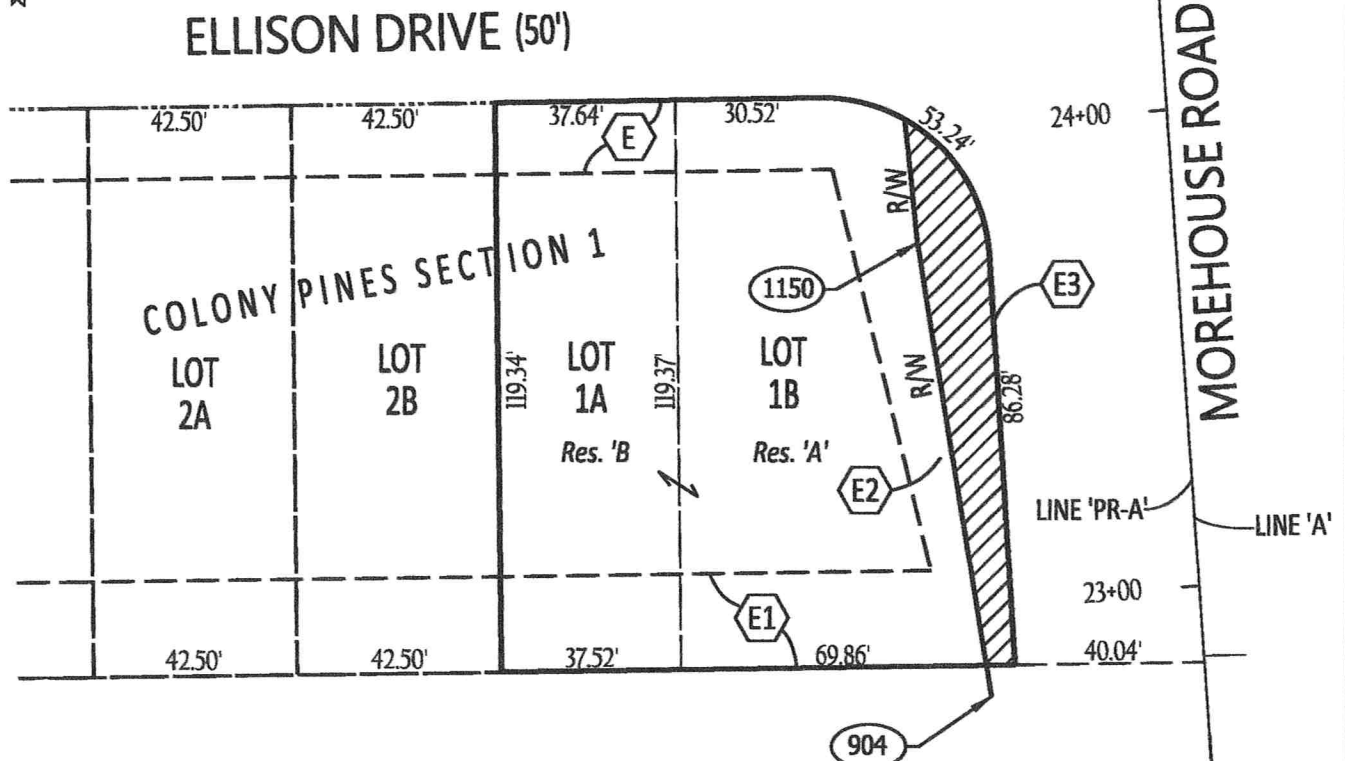 ELLISON DRIVE (50')
MOREHOUSE ROAD
42.50'
42.50'
37.64'
30.52'
53.24'
24+00
E
R/W
COLONY PINES SECTION 1
1150
E3
LOT
2A
LOT
2B
119.34'
LOT
1A
Res. 'B
119.37'
LOT
1B
Res. 'A'
R/W
86.28'
E2
LINE 'PR-A'
LINE 'A'
23+00
E1
42.50'
42.50'
37.52'
69.86'
40.04'
904